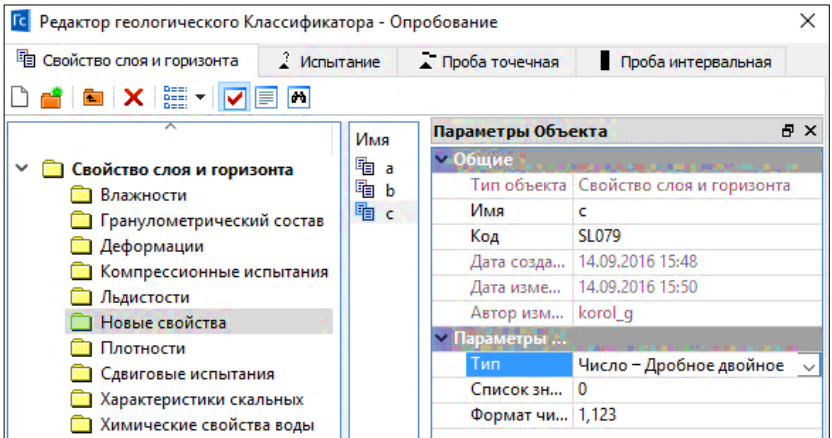 Гс Редактор геологического Классификатора - Опробование
Свойство слоя и горизонта
Испытание
Проба точечная
Проба интервальная
Свойство слоя и горизонта
Влажности
Гранулометрический состав
Деформации
Компрессионные испытания
Льдистости
Новые свойства
Плотности
Сдвиговые испытания
Характеристики скальных
Химические свойства воды
Имя
a
b
c
Параметры Объекта
Общие
Тип объекта Свойство слоя и горизонта
Имя c
Код SL079
Дата созда... 14.09.2016 15:48
Дата изме... 14.09.2016 15:50
Автор изм... korol_g
Параметры ...
Тип Число – Дробное двойное
Список зн... 0
Формат чи... 1,123